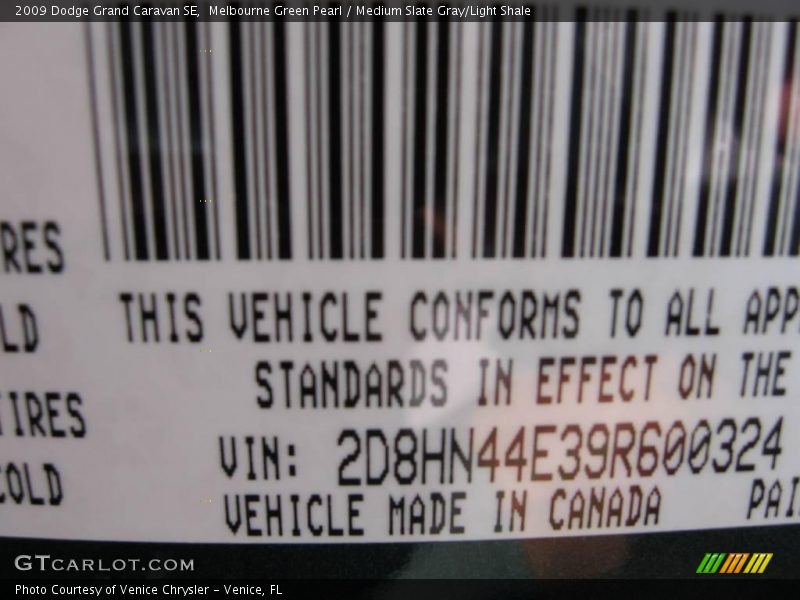 2009 Dodge Grand Caravan SE, Melbourne Green Pearl / Medium Slate Gray/Light Shale
RES
LD
TIRES
COLD
THIS VEHICLE CONFORMS TO ALL APP
STANDARDS IN EFFECT ON THE
VIN: 2D8HN44E39R600324
VEHICLE MADE IN CANADA PAI
GTCARLOT.COM
Photo Courtesy of Venice Chrysler - Venice, FL